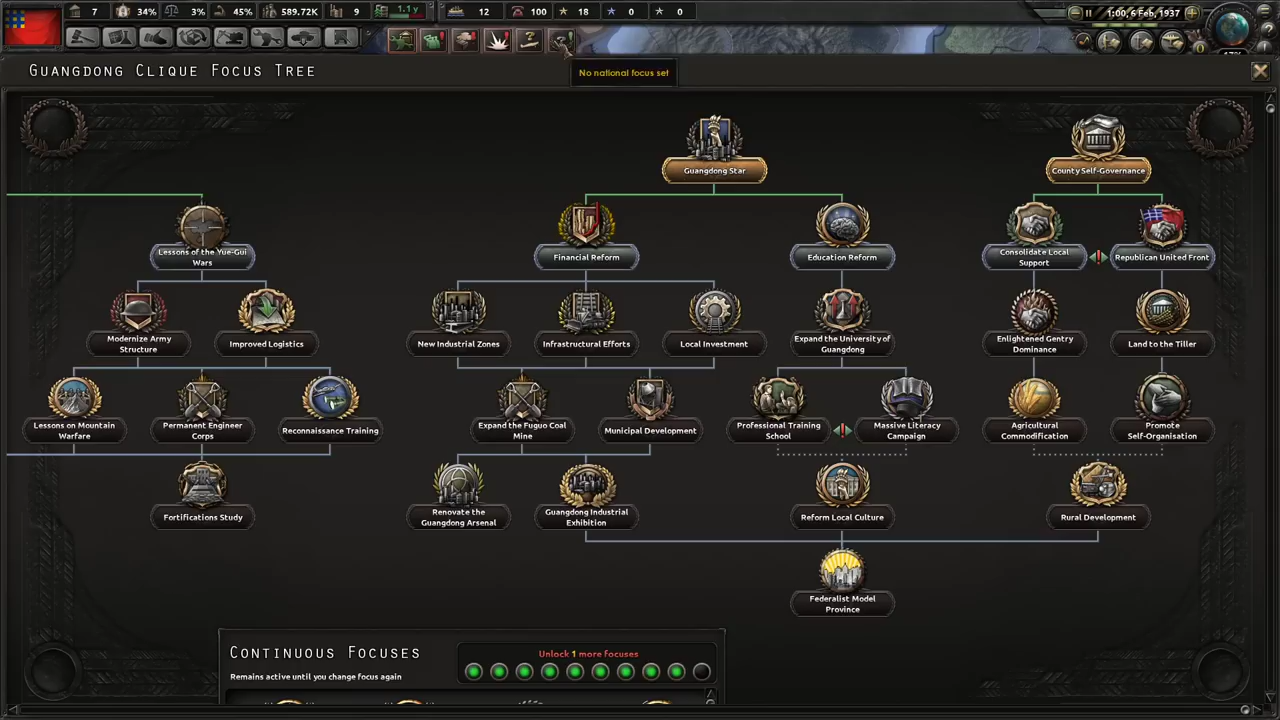 7
34%
3%
45%
589.72K
9
1.1 y
12
100
18
0
0
1:00, 6 Feb, 1937
GUANGDONG CLIQUE FOCUS TREE
No national focus set
Guangdong Star
County Self-Governance
Lessons of the Yue-Gui
Wars
Financial Reform
Education Reform
Consolidate Local
Support
Republican United Front
Modernize Army
Structure
Improved Logistics
New Industrial Zones
Infrastructural Efforts
Local Investment
Expand the University of
Guangdong
Enlightened Gentry
Dominance
Land to the Tiller
Lessons on Mountain
Warfare
Permanent Engineer
Corps
Reconnaissance Training
Expand the Fuguo Coal
Mine
Municipal Development
Professional Training
School
Massive Literacy
Campaign
Agricultural
Commodification
Promote
Self-Organisation
Fortifications Study
Renovate the
Guangdong Arsenal
Guangdong Industrial
Exhibition
Reform Local Culture
Rural Development
Federalist Model
Province
CONTINUOUS FOCUSES
Unlock 1 more focuses
Remains active until you change focus again